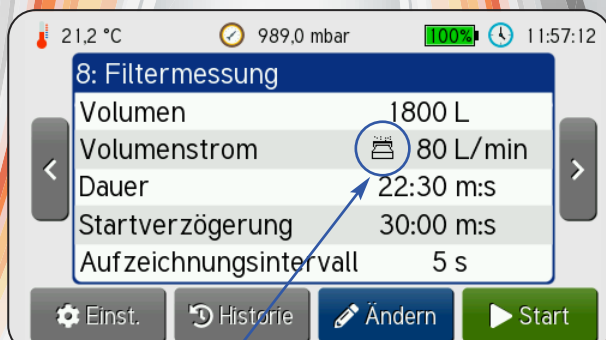 21,2 °C 989,0 mbar 100% 11:57:12
8: Filtermessung
Volumen 1800 L
Volumenstrom 80 L/min
Dauer 22:30 m:s
Startverzögerung 30:00 m:s
Aufzeichnungsintervall 5 s
Einst. Historie Ändern Start